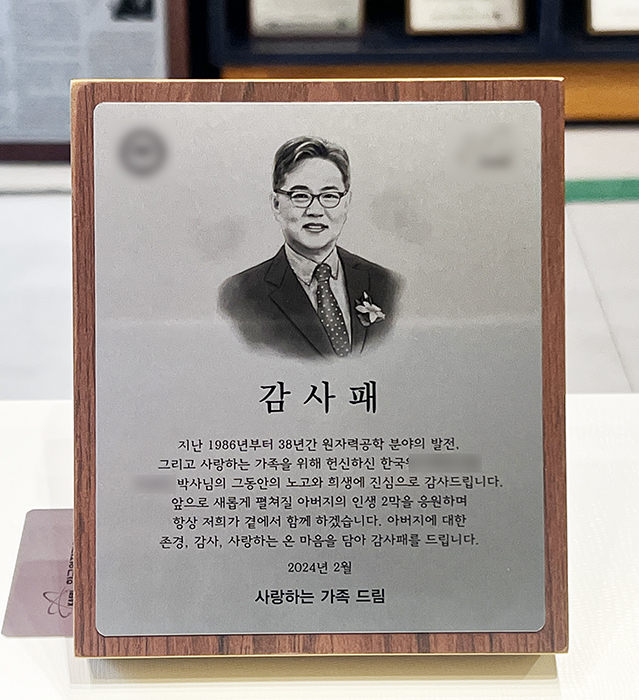 감사패
지난 1986년부터 38년간 원자력공학 분야의 발전,
그리고 사랑하는 가족을 위해 헌신하신 한국
박사님의 그동안의 노고와 희생에 진심으로 감사드립니다.
앞으로 새롭게 펼쳐질 아버지의 인생 2막을 응원하며
항상 저희가 곁에서 함께 하겠습니다. 아버지에 대한
존경, 감사, 사랑하는 온 마음을 담아 감사패를 드립니다.
2024년 2월
사랑하는 가족 드림